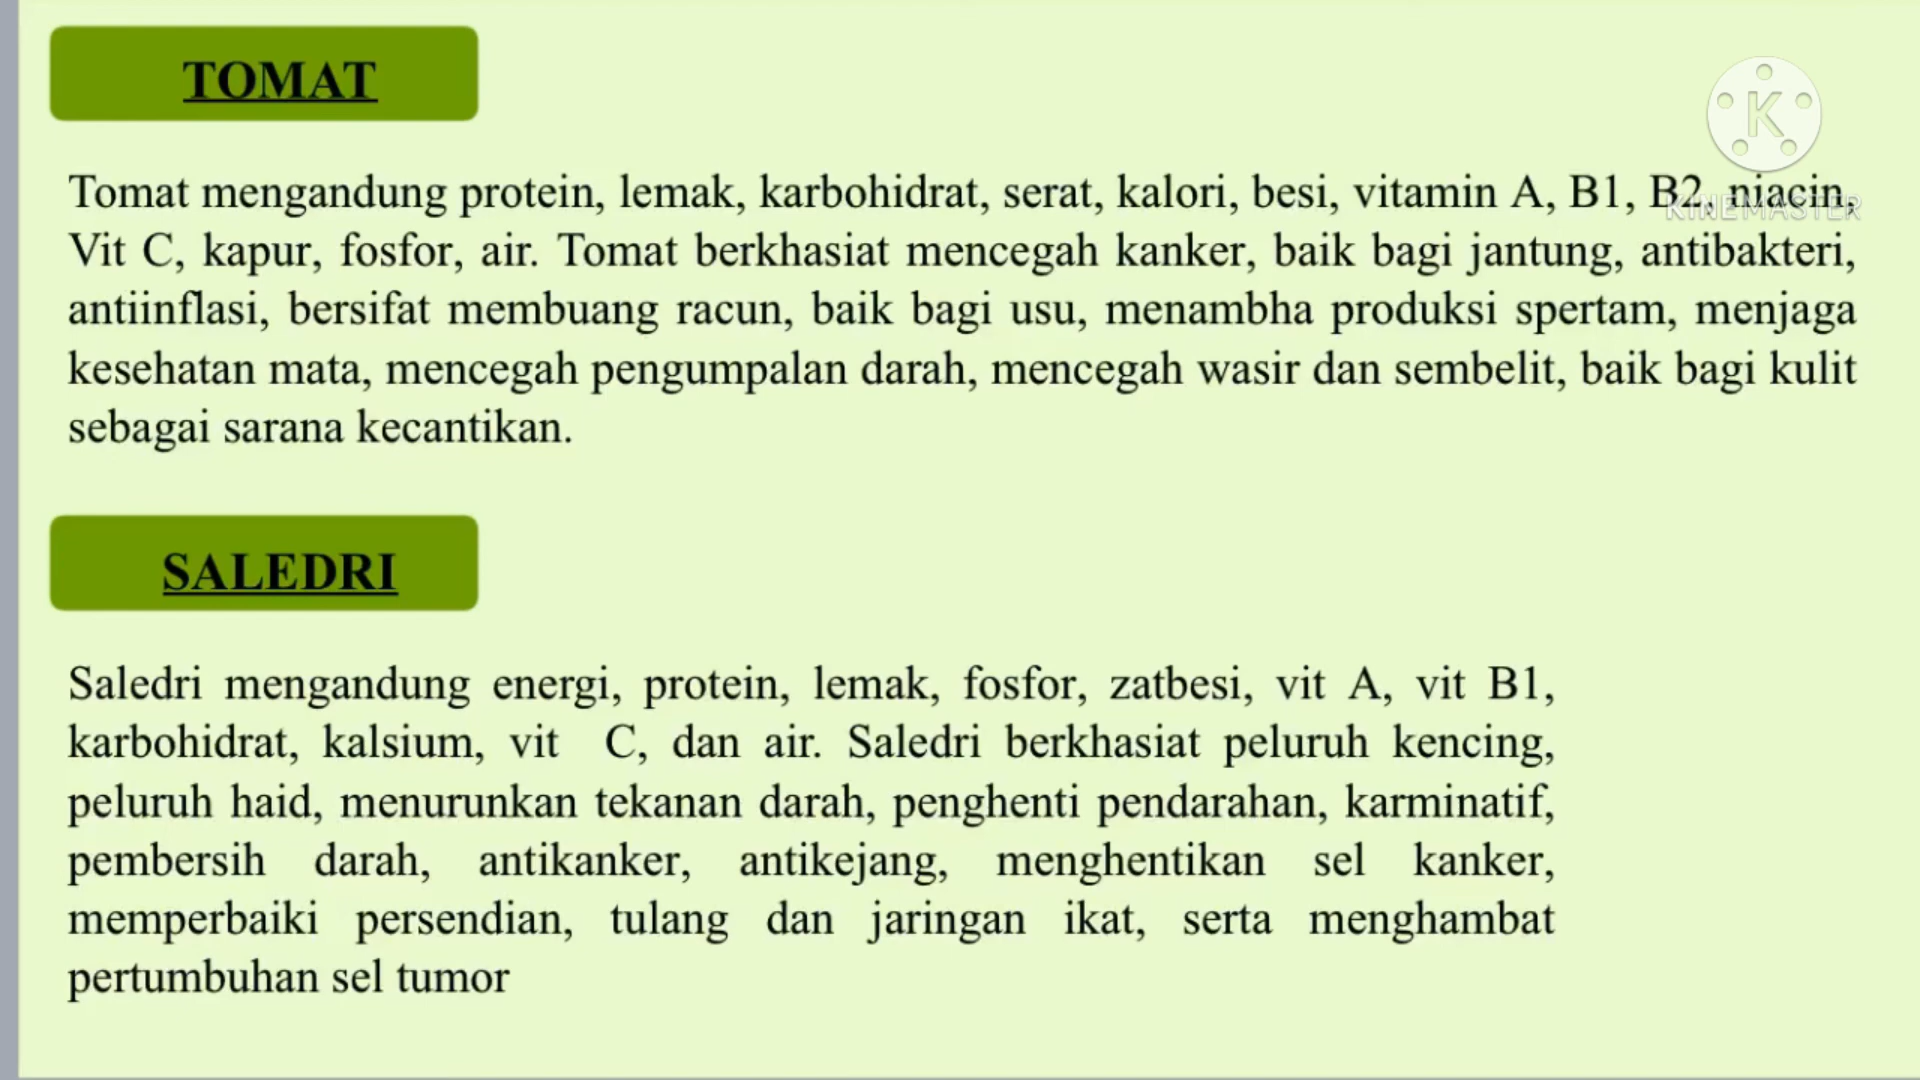 TOMAT
K
KINEMASTER
Tomat mengandung protein, lemak, karbohidrat, serat, kalori, besi, vitamin A, B1, B2, niacin,
Vit C, kapur, fosfor, air. Tomat berkhasiat mencegah kanker, baik bagi jantung, antibakteri,
antiinflasi, bersifat membuang racun, baik bagi usu, menambha produksi spertam, menjaga
kesehatan mata, mencegah pengumpalan darah, mencegah wasir dan sembelit, baik bagi kulit
sebagai sarana kecantikan.
SALEDRI
Saledri mengandung energi, protein, lemak, fosfor, zatbesi, vit A, vit B1,
karbohidrat, kalsium, vit C, dan air. Saledri berkhasiat peluruh kencing,
peluruh haid, menurunkan tekanan darah, penghenti pendarahan, karminatif,
pembersih darah, antikanker, antikejang, menghentikan sel kanker,
memperbaiki persendian, tulang dan jaringan ikat, serta menghambat
pertumbuhan sel tumor